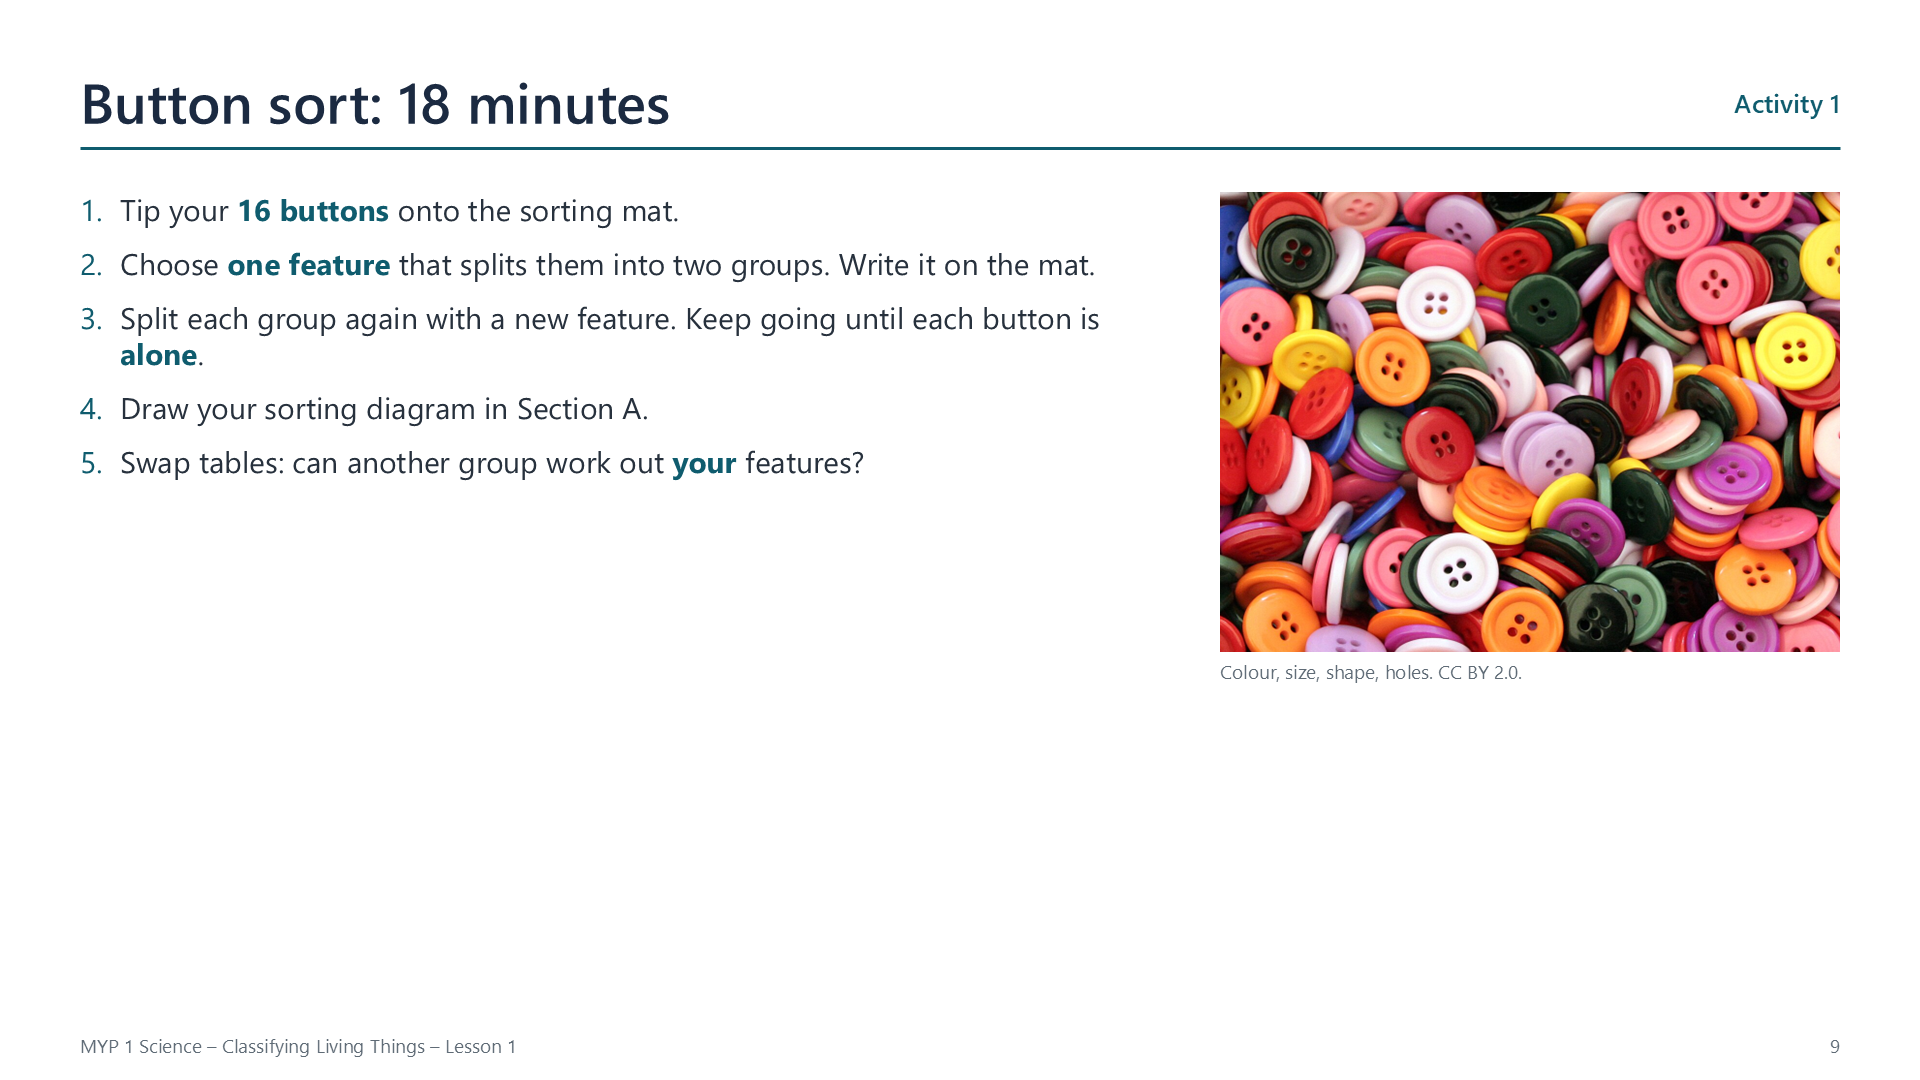 Button sort: 18 minutes
Activity 1
1. Tip your 16 buttons onto the sorting mat.
2. Choose one feature that splits them into two groups. Write it on the mat.
3. Split each group again with a new feature. Keep going until each button is
alone.
4. Draw your sorting diagram in Section A.
5. Swap tables: can another group work out your features?
Colour, size, shape, holes. CC BY 2.0.
MYP 1 Science – Classifying Living Things – Lesson 1
9